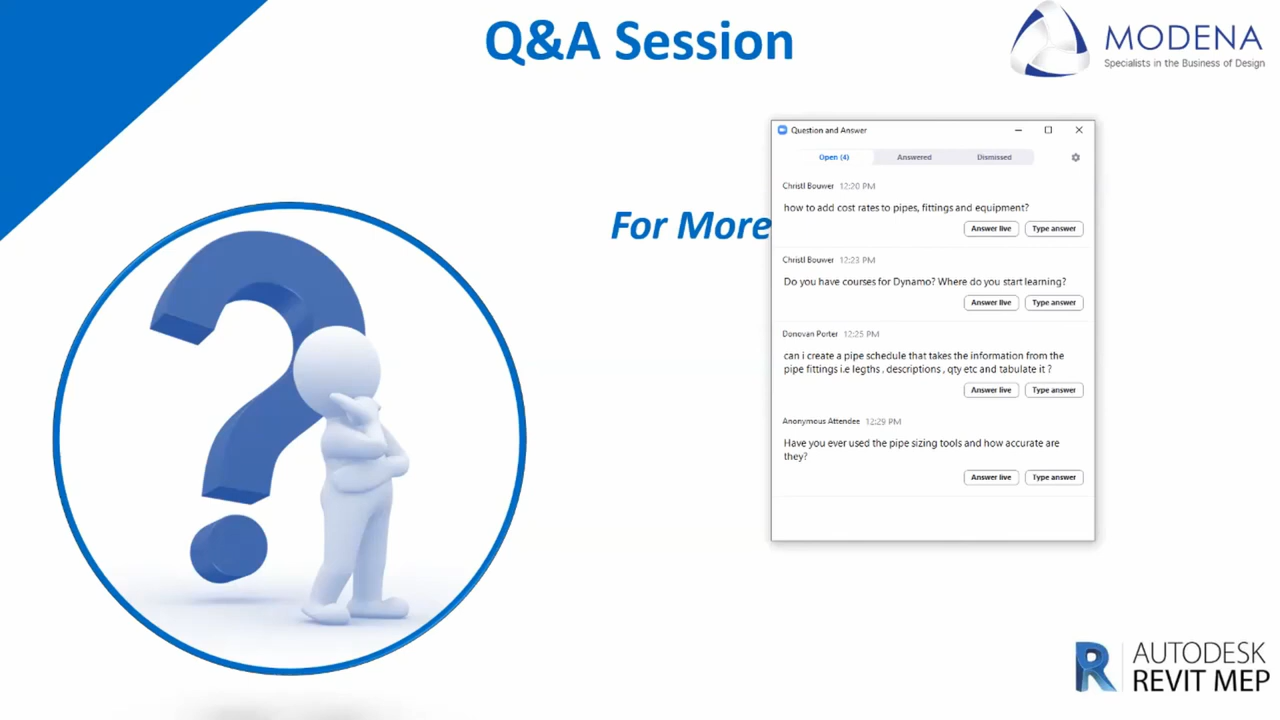 Q&A Session
MODENA
Specialists in the Business of Design
For More
Question and Answer
Open (4)
Answered
Dismissed
Christl Bouwer 12:20 PM
how to add cost rates to pipes, fittings and equipment?
Answer live
Type answer
Christl Bouwer 12:23 PM
Do you have courses for Dynamo? Where do you start learning?
Answer live
Type answer
Donovan Porter 12:25 PM
can i create a pipe schedule that takes the information from the
pipe fittings i.e legths , descriptions , qty etc and tabulate it ?
Answer live
Type answer
Anonymous Attendee 12:29 PM
Have you ever used the pipe sizing tools and how accurate are
they?
Answer live
Type answer
R
AUTODESK
REVIT MEP